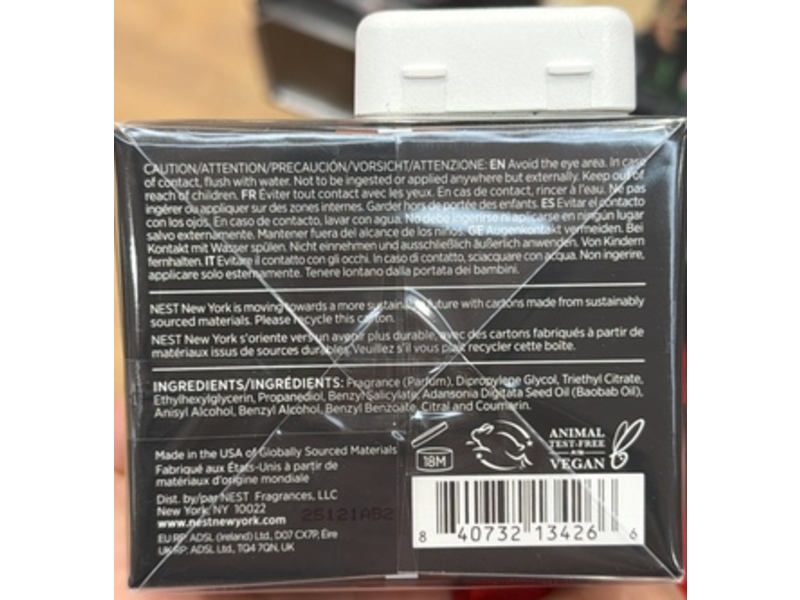 CAUTION/ATTENTION/PRECAUCIÓN/VORSICHT/ATTENZIONE: EN Avoid the eye area. In case
of contact, flush with water. Not to be ingested or applied anywhere but externally. Keep out of
reach of children. FR Éviter tout contact avec les yeux. En cas de contact, rincer à l'eau. Ne pas
ingérer ou appliquer sur des zones internes. Garder hors de portée des enfants. ES Evitar el contacto
con los ojos. En caso de contacto, lavar con agua. No debe ingerirse ni aplicarse en ningún lugar
salvo externamente. Mantener fuera del alcance de los niños. GE Augenkontakt vermeiden. Bei
Kontakt mit Wasser spülen. Nicht einnehmen und ausschließlich äußerlich anwenden. Von Kindern
fernhalten. IT Evitare il contatto con gli occhi. In caso di contatto, sciacquare con acqua. Non ingerire,
applicare solo esternamente. Tenere lontano dalla portata dei bambini.
NEST New York is moving towards a more sustainable future with cartons made from sustainably
sourced materials. Please recycle this carton.
NEST New York s'oriente vers un avenir plus durable, avec des cartons fabriqués à partir de
matériaux issus de sources durables. Veuillez s'il vous plaît recycler cette boîte.
INGREDIENTS/INGRÉDIENTS: Fragrance (Parfum), Dipropylene Glycol, Triethyl Citrate,
Ethylhexylglycerin, Propanediol, Benzyl Salicylate, Adansonia Digitata Seed Oil (Baobab Oil),
Anisyl Alcohol, Benzyl Alcohol, Benzyl Benzoate, Citral and Coumarin.
Made in the USA of Globally Sourced Materials
Fabriqué aux États-Unis à partir de
matériaux d'origine mondiale
Dist. by/par NEST Fragrances, LLC
New York, NY 10022
www.nestnewyork.com
EU RP: ADSL (Ireland) Ltd., D07 CX7P, Éire
UK RP: ADSL Ltd., TQ4 7QN, UK
25121AB2
18M
ANIMAL
TEST-FREE
VEGAN
8 40732 13426 6